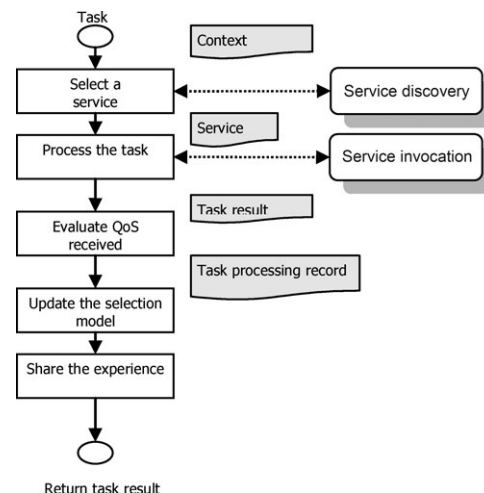 Task
Context
Select a
service
Service discovery
Service
Process the task
Service invocation
Task result
Evaluate QoS
received
Task processing record
Update the selection
model
Share the experience
Return task result